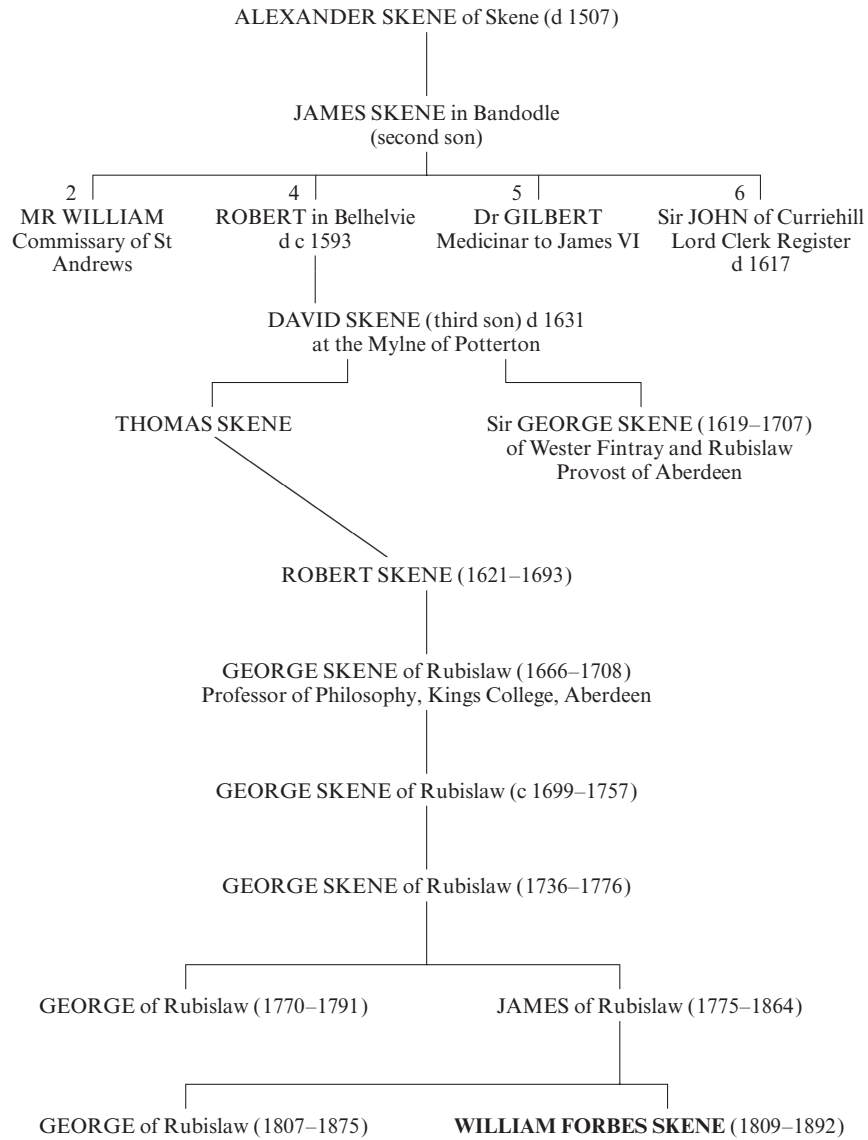 ALEXANDER SKENE of Skene (d 1507)
JAMES SKENE in Bandodle
(second son)
2
MR WILLIAM
Commissary of St
Andrews
4
ROBERT in Belhelvie
d c 1593
5
Dr GILBERT
Medicinar to James VI
6
Sir JOHN of Curriehill
Lord Clerk Register
d 1617
DAVID SKENE (third son) d 1631
at the Mylne of Potterton
THOMAS SKENE
Sir GEORGE SKENE (1619–1707)
of Wester Fintray and Rubislaw
Provost of Aberdeen
ROBERT SKENE (1621–1693)
GEORGE SKENE of Rubislaw (1666–1708)
Professor of Philosophy, Kings College, Aberdeen
GEORGE SKENE of Rubislaw (c 1699–1757)
GEORGE SKENE of Rubislaw (1736–1776)
GEORGE of Rubislaw (1770–1791)
JAMES of Rubislaw (1775–1864)
GEORGE of Rubislaw (1807–1875)
WILLIAM FORBES SKENE (1809–1892)